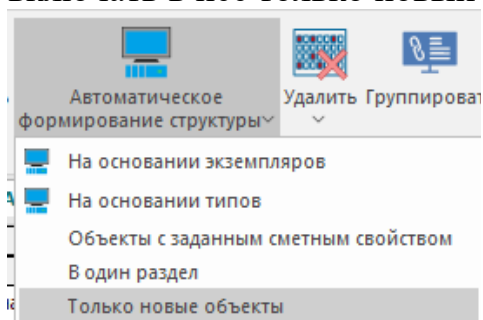 Автоматическое
формирование структуры
Удалить Группироват
На основании экземпляров
На основании типов
Объекты с заданным сметным свойством
В один раздел
Только новые объекты